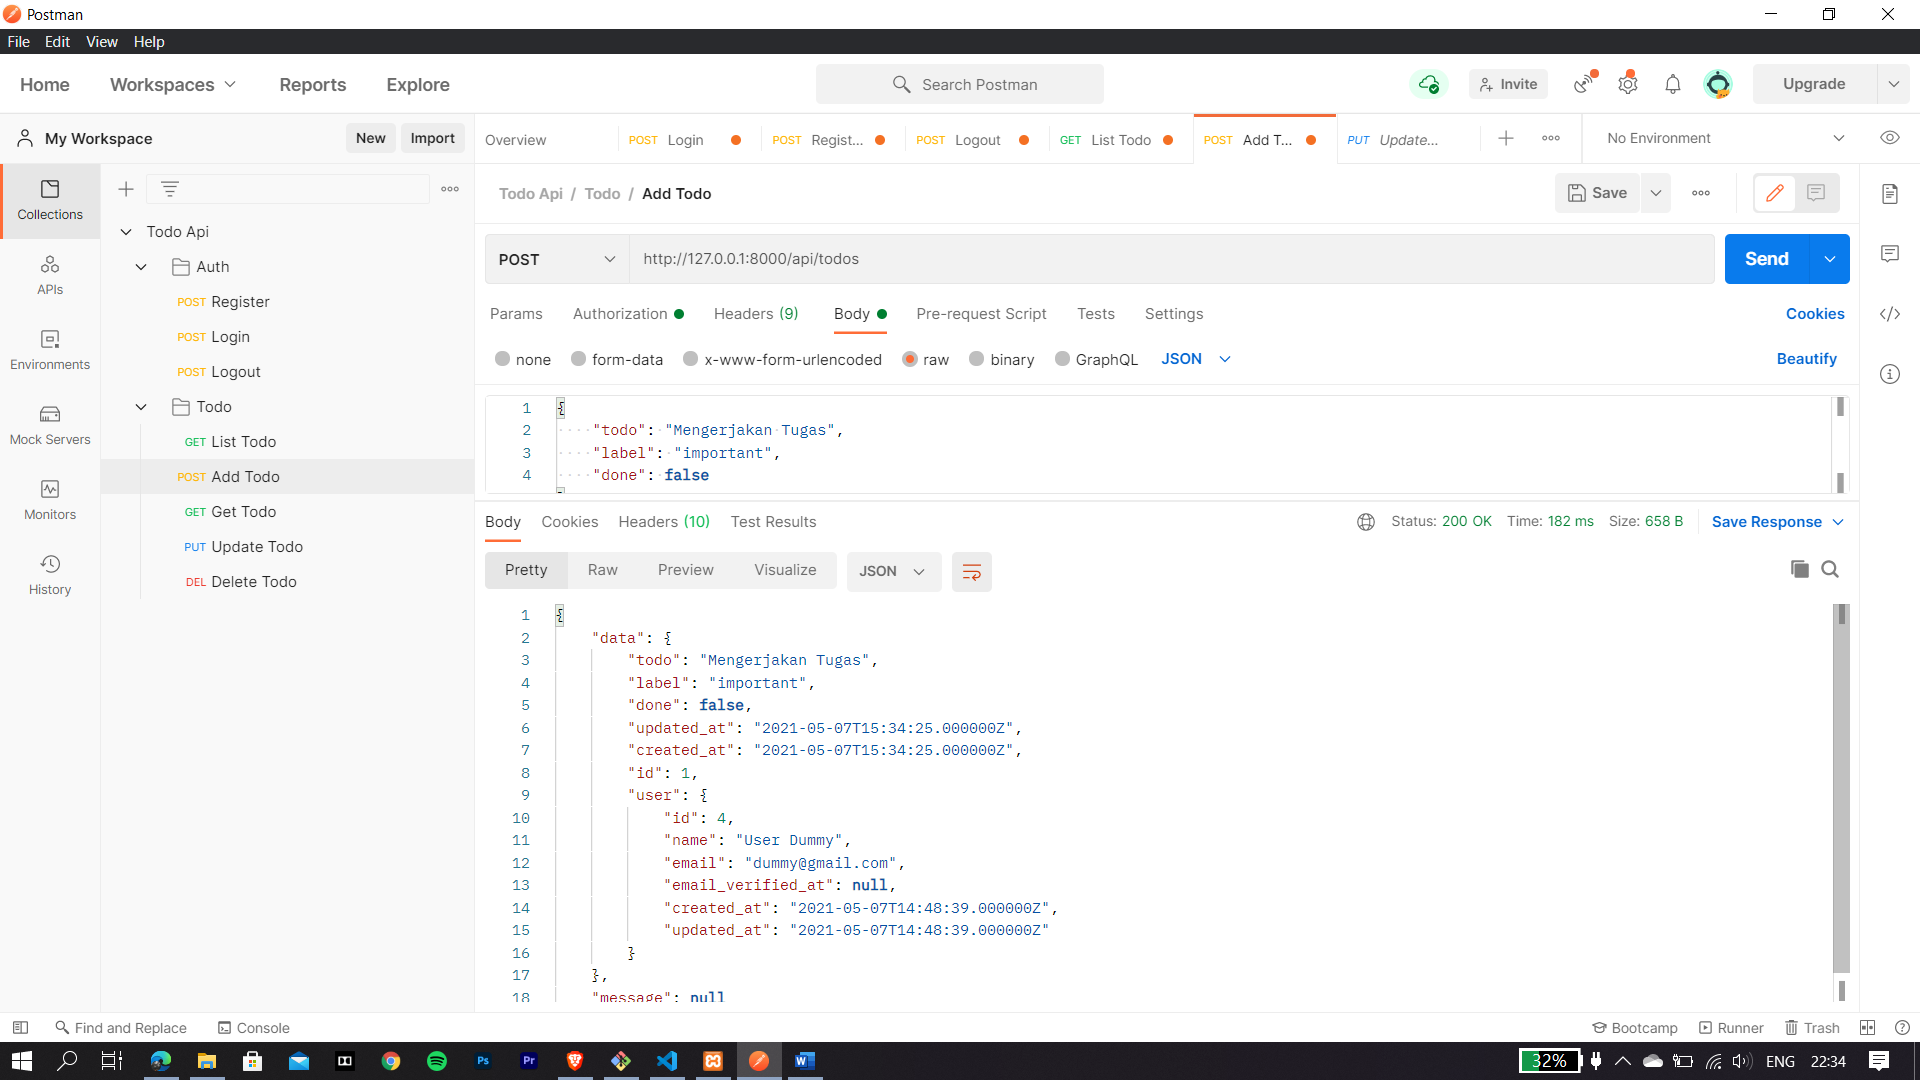 Postman
File Edit View Help
Home Workspaces Reports Explore Search Postman Invite Upgrade
My Workspace New Import Overview POST Login POST Regist... POST Logout GET List Todo POST Add T... PUT Update... No Environment
Todo Api / Todo / Add Todo Save
Collections
APIs
Environments
Mock Servers
Monitors
History
Todo Api
Auth
POST Register
POST Login
POST Logout
Todo
GET List Todo
POST Add Todo
GET Get Todo
PUT Update Todo
DEL Delete Todo
POST http://127.0.0.1:8000/api/todos Send
Params Authorization Headers (9) Body Pre-request Script Tests Settings Cookies
none form-data x-www-form-urlencoded raw binary GraphQL JSON Beautify
1 {
2 "todo": "Mengerjakan Tugas",
3 "label": "important",
4 "done": false
Body Cookies Headers (10) Test Results Status: 200 OK Time: 182 ms Size: 658 B Save Response
Pretty Raw Preview Visualize JSON
1 {
2 "data": {
3 "todo": "Mengerjakan Tugas",
4 "label": "important",
5 "done": false,
6 "updated_at": "2021-05-07T15:34:25.000000Z",
7 "created_at": "2021-05-07T15:34:25.000000Z",
8 "id": 1,
9 "user": {
10 "id": 4,
11 "name": "User Dummy",
12 "email": "dummy@gmail.com",
13 "email_verified_at": null,
14 "created_at": "2021-05-07T14:48:39.000000Z",
15 "updated_at": "2021-05-07T14:48:39.000000Z"
16 }
17 },
18 "message": null
Find and Replace Console Bootcamp Runner Trash
Ps Pr 32% ENG 22:34